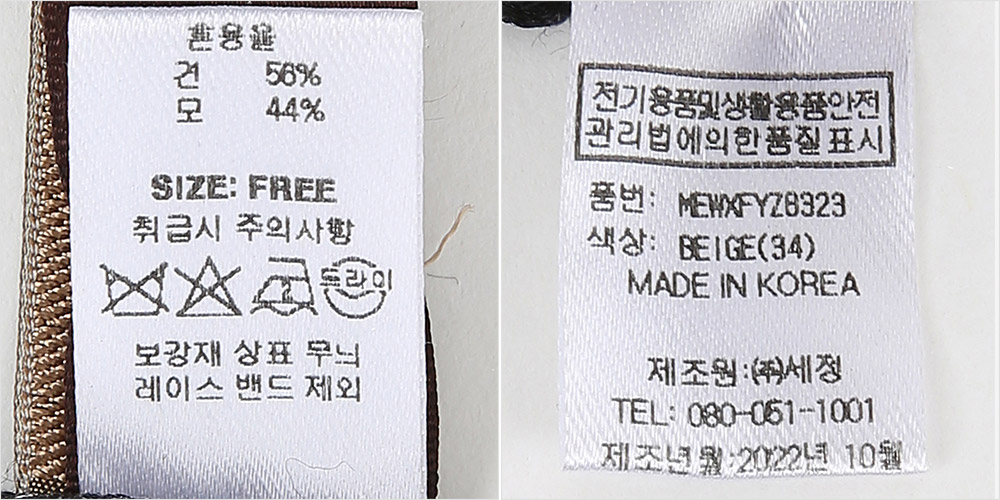 혼용율
견 56%
모 44%
SIZE: FREE
취급시 주의사항
드라이
보강재 상표 무늬
레이스 밴드 제외
전기용품및생활용품안전
관리법에의한품질표시
품번: MEWXFYZ8323
색상: BEIGE(34)
MADE IN KOREA
제조원:(주)세정
TEL: 080-051-1001
제조년월:2022년 10월